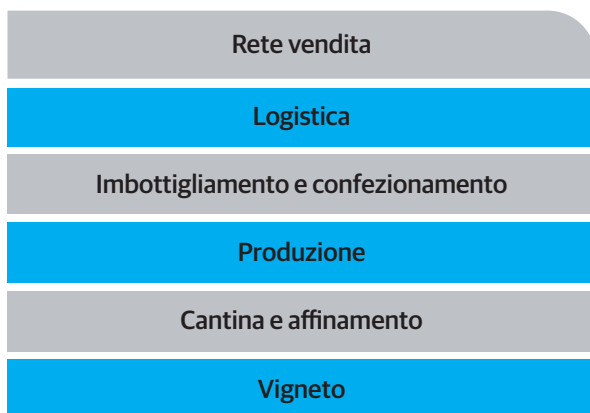 Rete vendita
Logistica
Imbottigliamento e confezionamento
Produzione
Cantina e affinamento
Vigneto